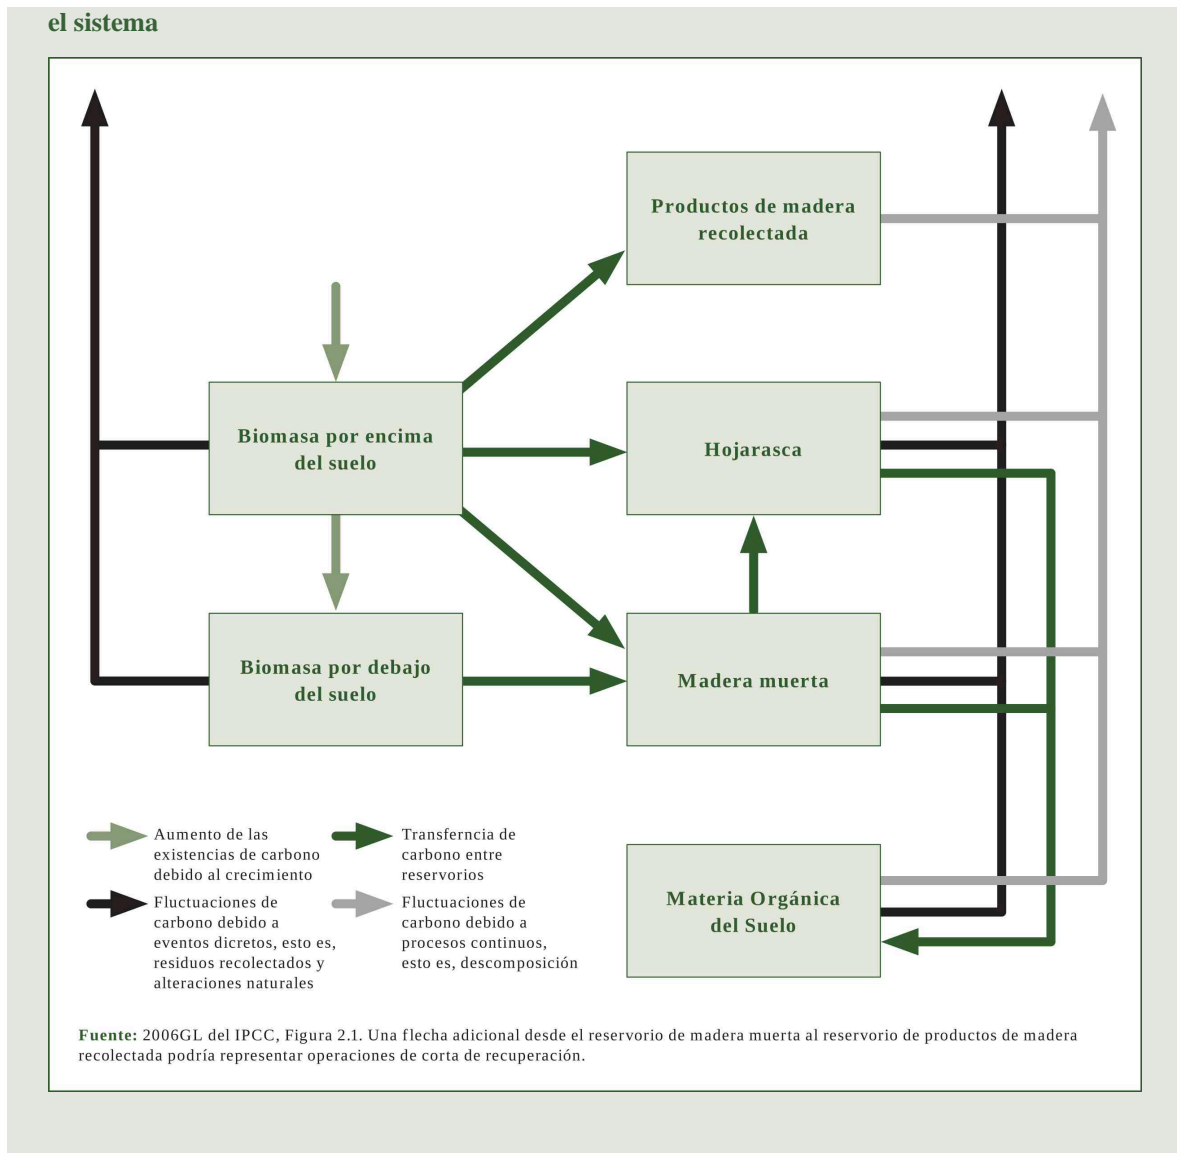 el sistema
Productos de madera
recolectada
Biomasa por encima
del suelo
Hojarasca
Biomasa por debajo
del suelo
Madera muerta
Materia Orgánica
del Suelo
Aumento de las
existencias de carbono
debido al crecimiento
Transferncia de
carbono entre
reservorios
Fluctuaciones de
carbono debido a
eventos dicretos, esto es,
residuos recolectados y
alteraciones naturales
Fluctuaciones de
carbono debido a
procesos continuos,
esto es, descomposición
Fuente: 2006GL del IPCC, Figura 2.1. Una flecha adicional desde el reservorio de madera muerta al reservorio de productos de madera
recolectada podría representar operaciones de corta de recuperación.